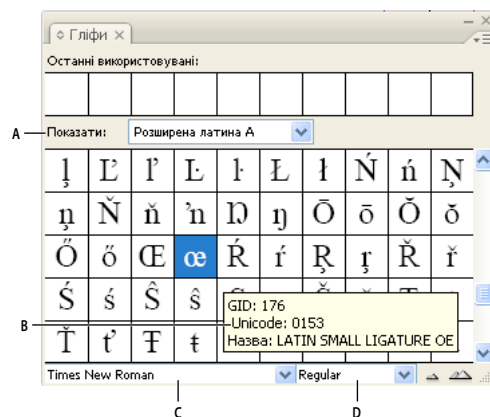 Гліфи
Останні використовувані:
A
Показати: Розширена латина A
ļ Ľ ľ Ŀ ŀ Ł ł Ń ń Ņ
ņ Ň ň ŉ Ŋ ŋ Ō ō Ŏ ŏ
Ő ő Œ œ Ŕ ŕ Ŗ ŗ Ř ř
Ś ś Ŝ ŝ
GID: 176
B
Unicode: 0153
Назва: LATIN SMALL LIGATURE OE
Ť ť Ŧ ŧ
Times New Roman Regular
C D